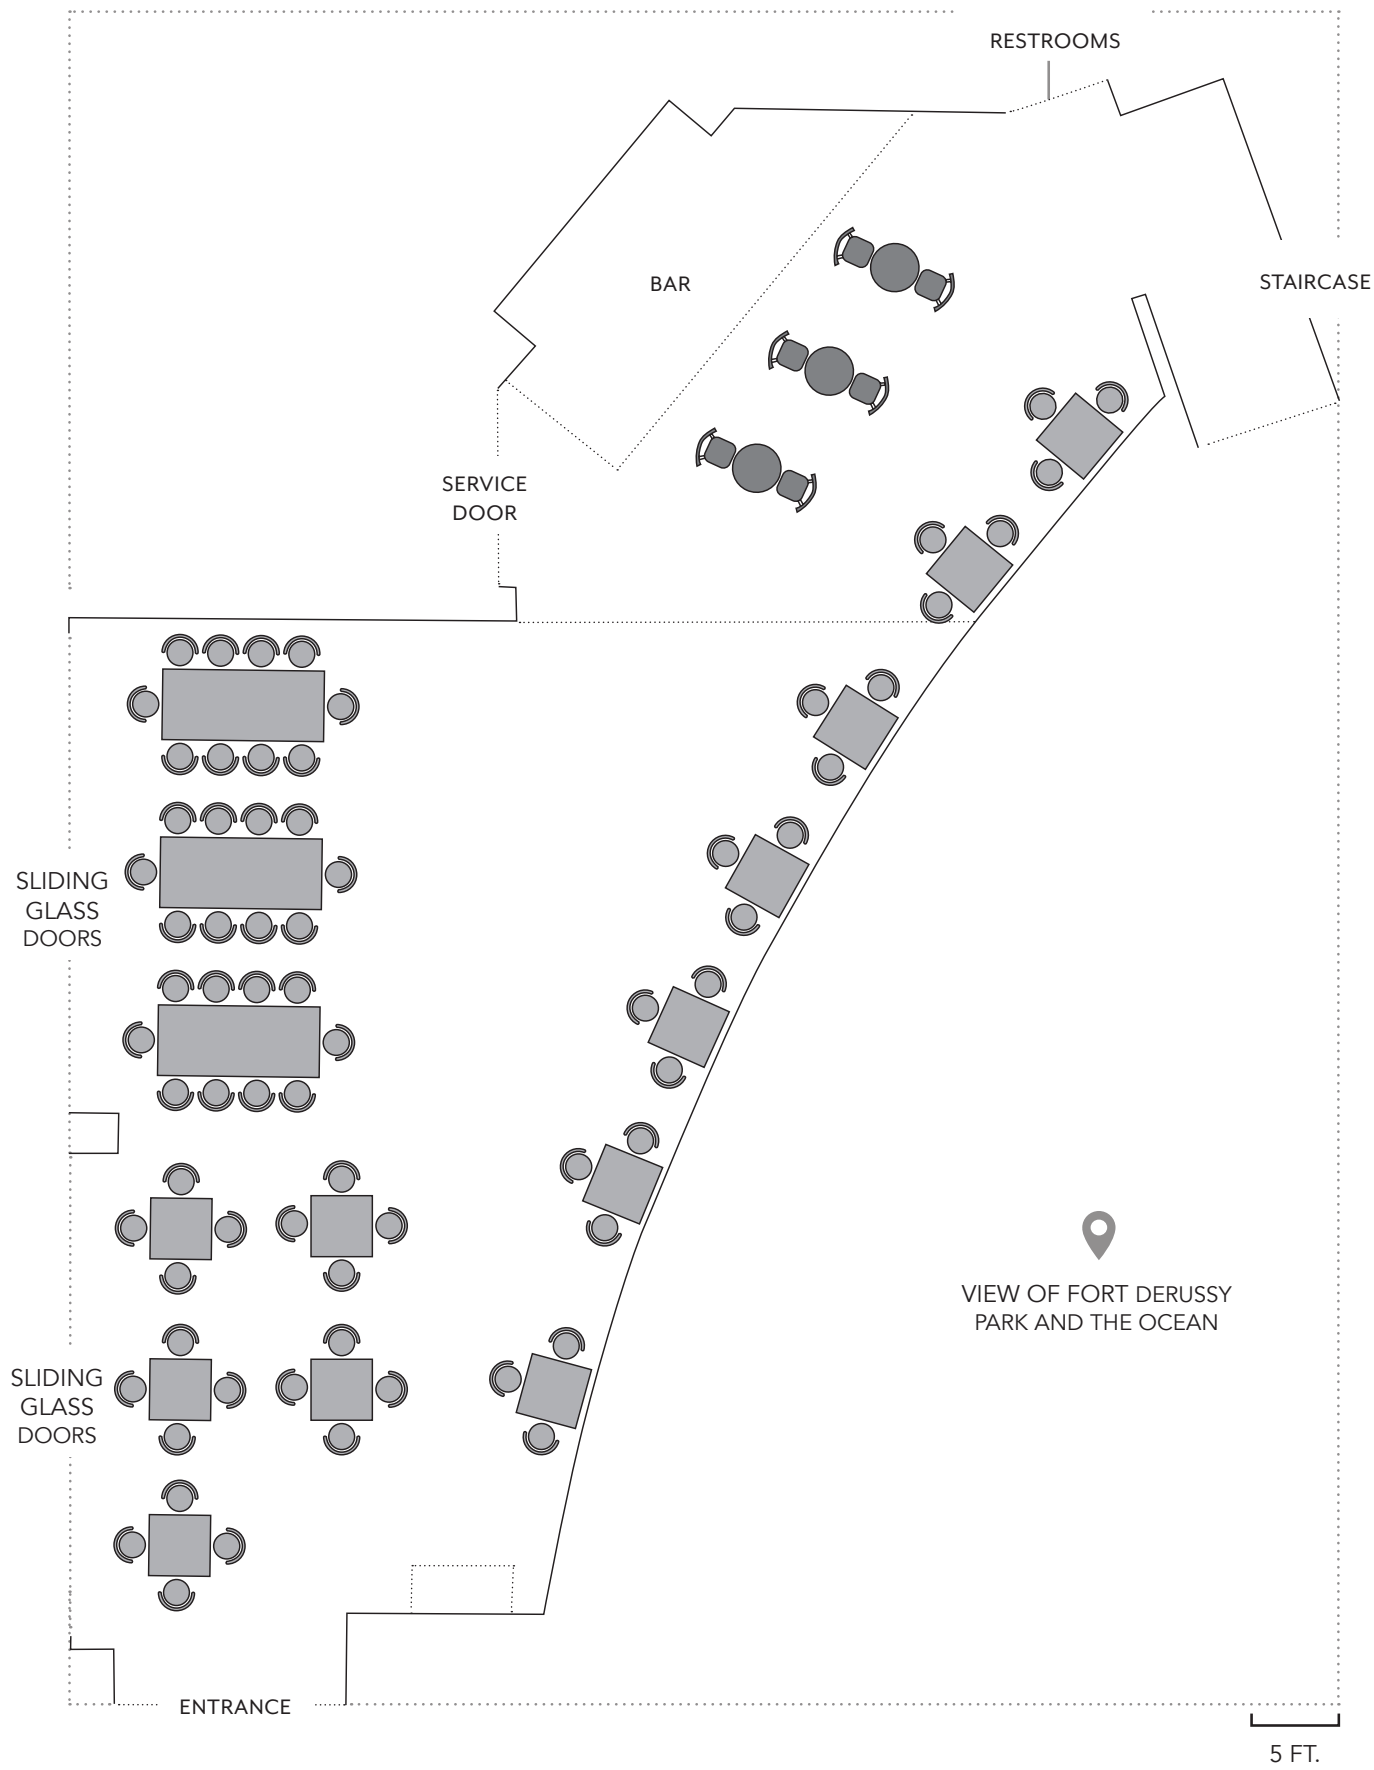 RESTROOMS
BAR
STAIRCASE
SERVICE
DOOR
SLIDING
GLASS
DOORS
VIEW OF FORT DERUSSY
PARK AND THE OCEAN
SLIDING
GLASS
DOORS
ENTRANCE
5 FT.